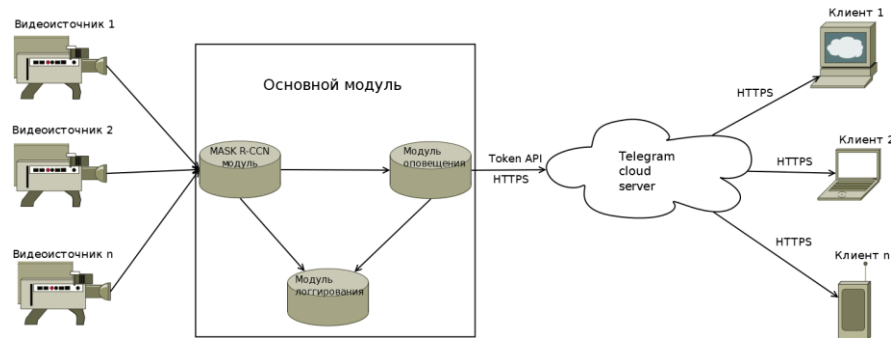 Видеоисточник 1
Видеоисточник 2
Видеоисточник n
Основной модуль
MASK R-CCN
модуль
Модуль
оповещения
Модуль
логгирования
Token API
HTTPS
Telegram
cloud
server
HTTPS
HTTPS
HTTPS
Клиент 1
Клиент 2
Клиент n